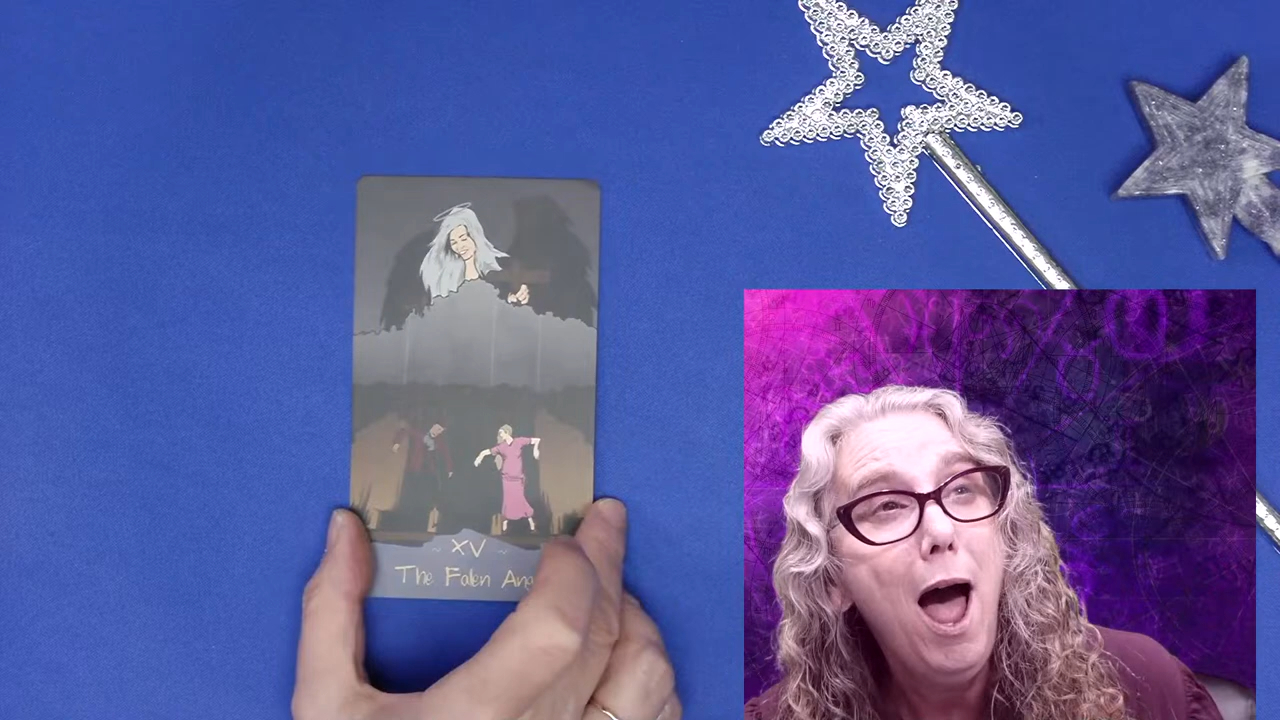 ~ XV ~
The Falen